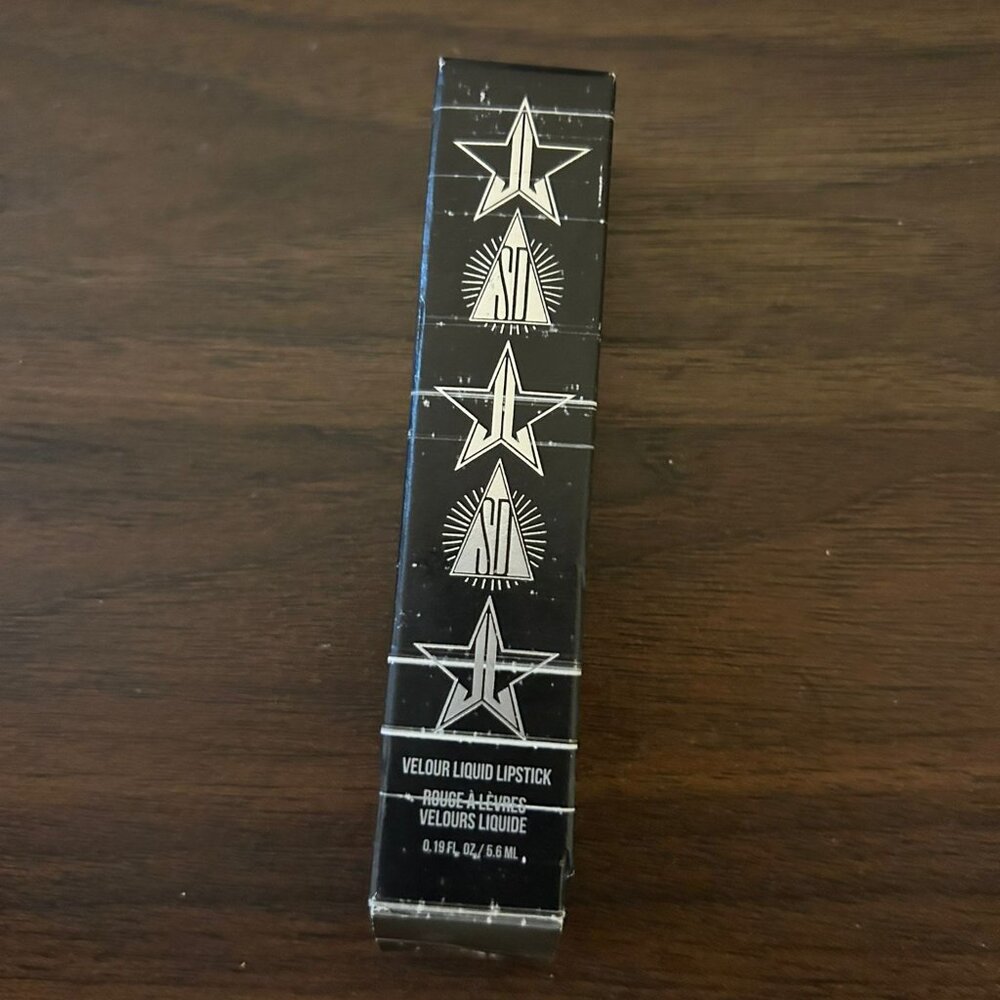 VELOUR LIQUID LIPSTICK
ROUGE À LÈVRES
VELOURS LIQUIDE
0.19 FL. OZ. / 5.6 ML